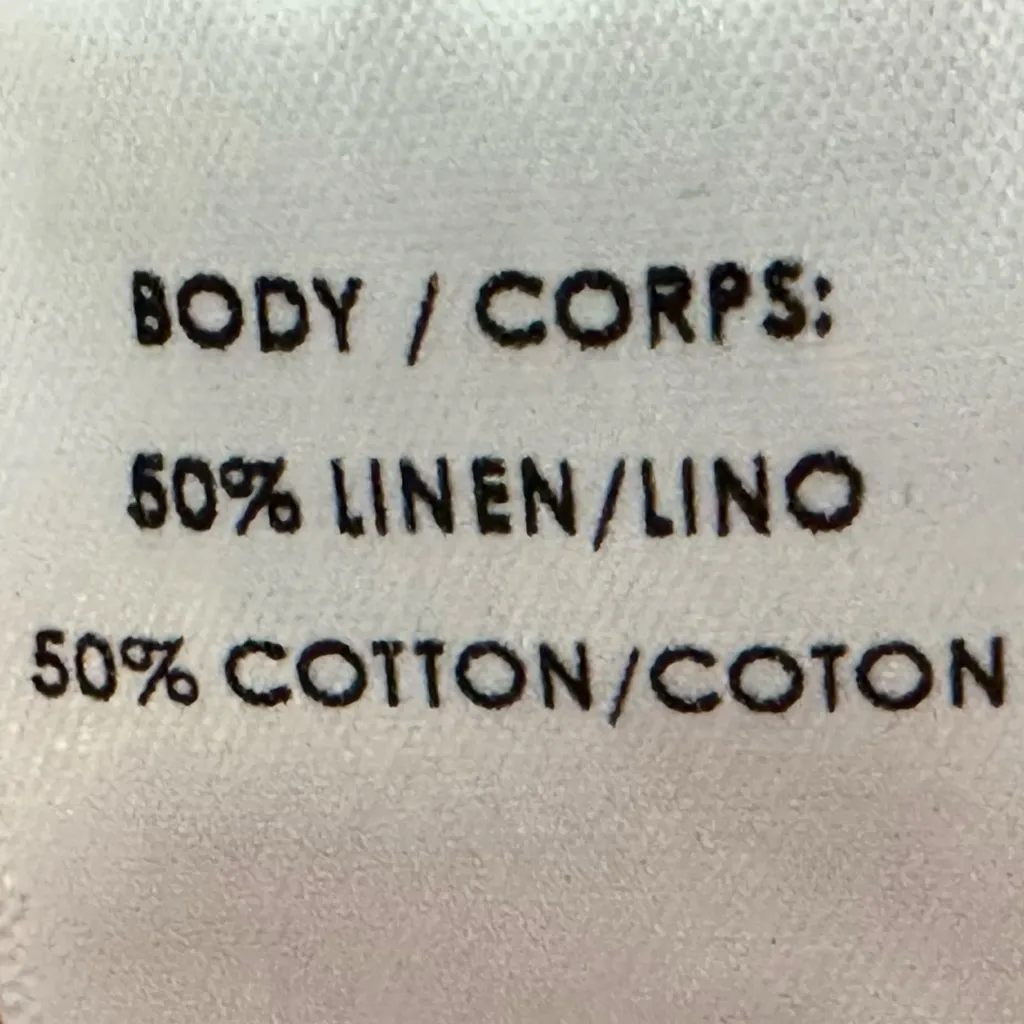 BODY / CORPS:
50% LINEN/LINO
50% COTTON/COTON